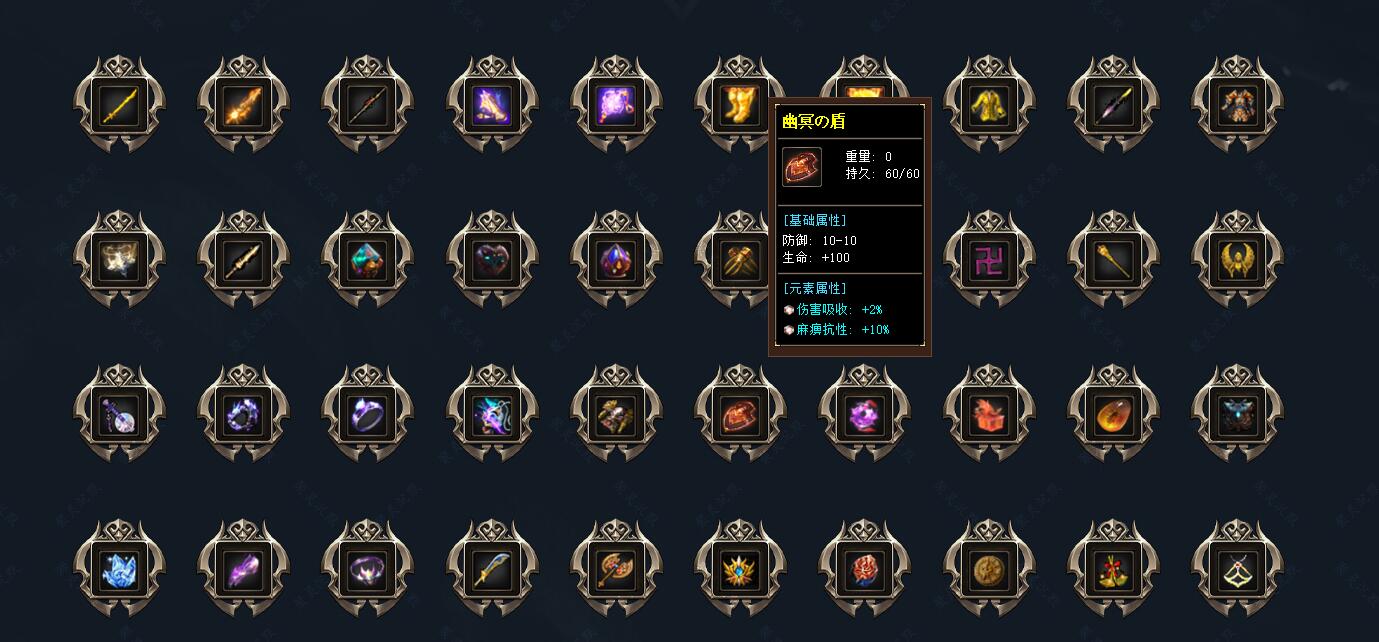 幽冥の盾
重量: 0
持久: 60/60
[基础属性]
防御: 10-10
生命: +100
[元素属性]
伤害吸收: +2%
麻痹抗性: +10%